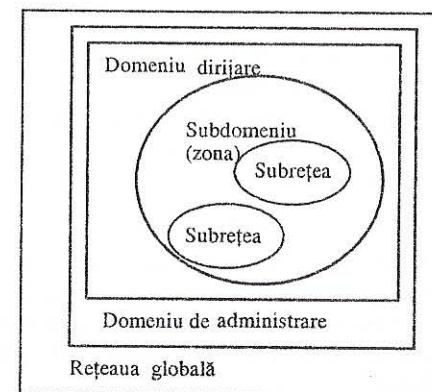 Domeniu dirijare
Subdomeniu
(zona)
Subrețea
Subrețea
Domeniu de administrare
Rețeaua globală